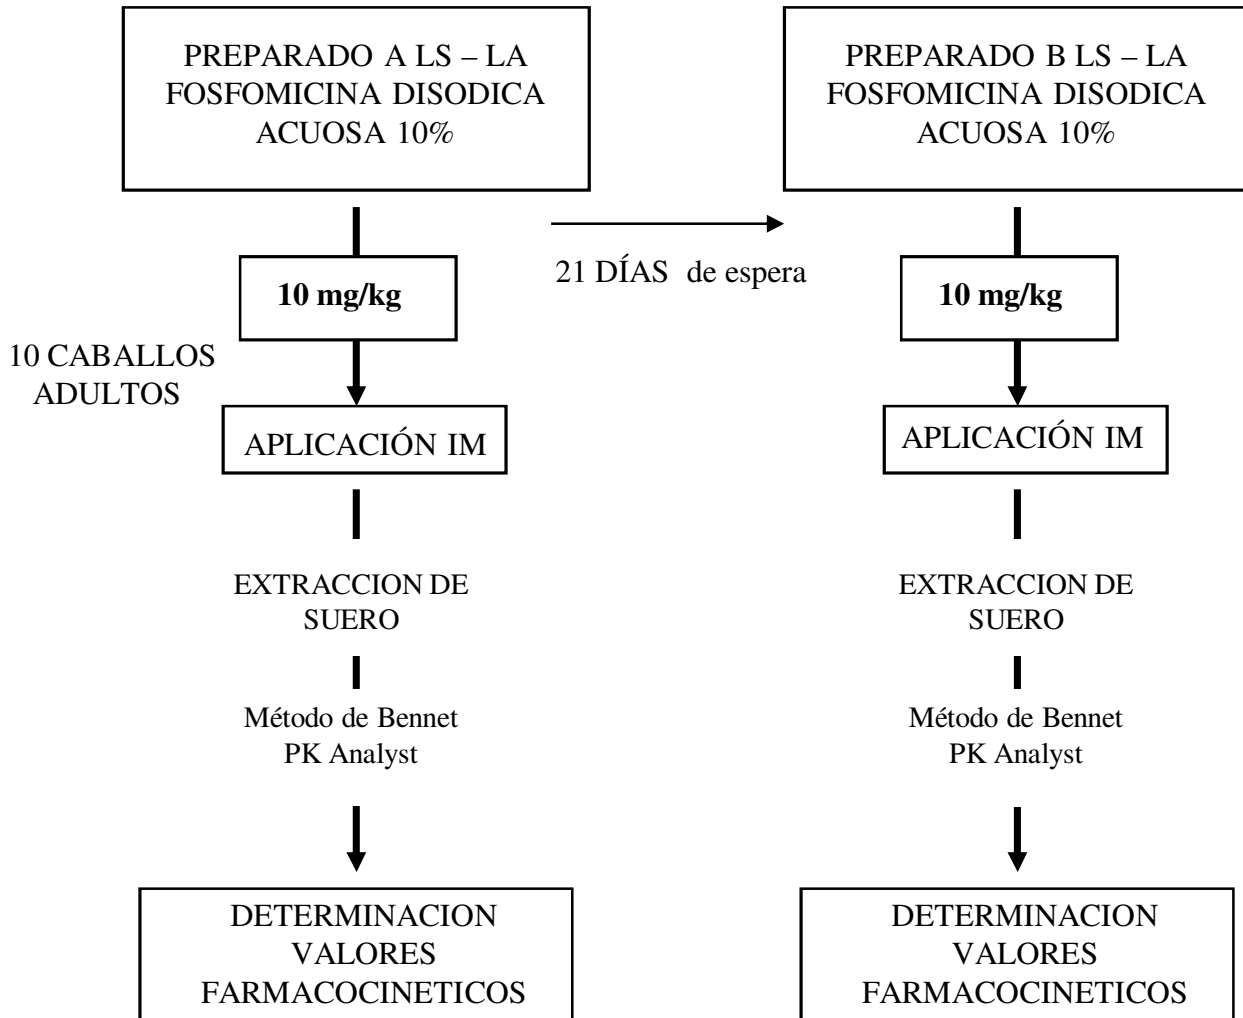 PREPARADO A LS – LA
FOSFOMICINA DISODICA
ACUOSA 10%
PREPARADO B LS – LA
FOSFOMICINA DISODICA
ACUOSA 10%
21 DÍAS de espera
10 mg/kg
10 mg/kg
10 CABALLOS
ADULTOS
APLICACIÓN IM
APLICACIÓN IM
EXTRACCION DE
SUERO
EXTRACCION DE
SUERO
Método de Bennet
PK Analyst
Método de Bennet
PK Analyst
DETERMINACION
VALORES
FARMACOCINETICOS
DETERMINACION
VALORES
FARMACOCINETICOS